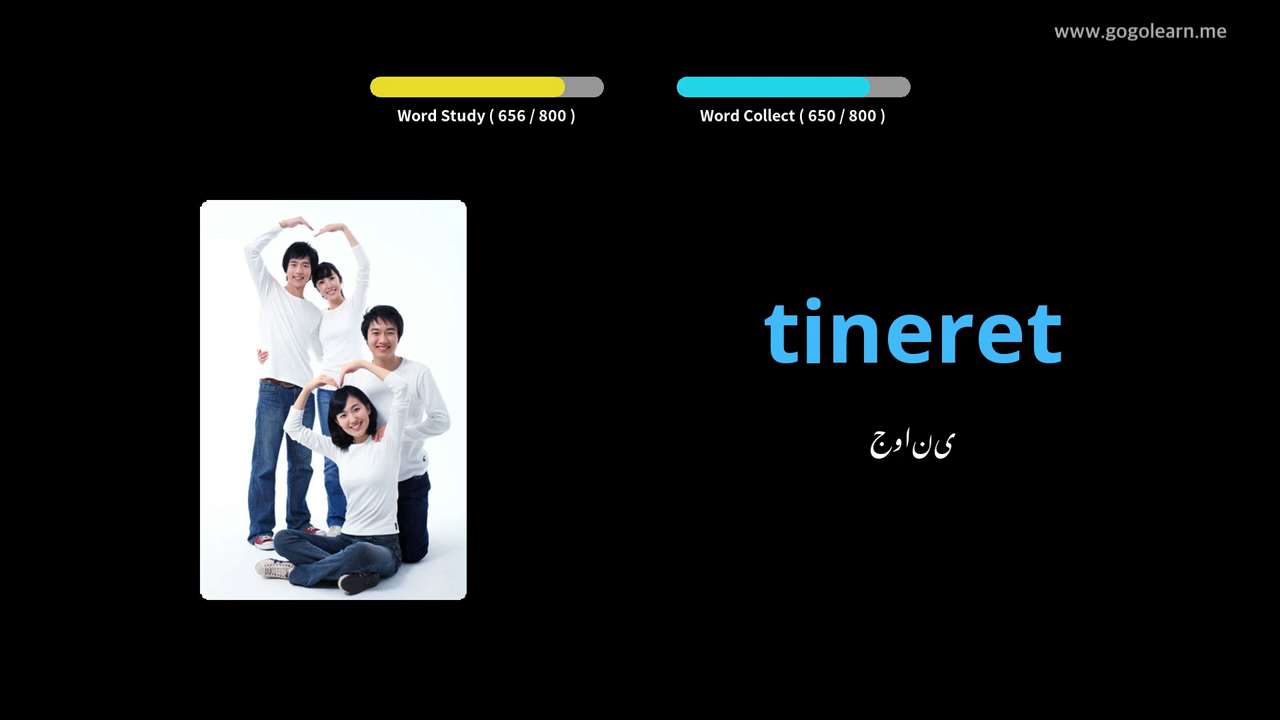 www.gogolearn.me
Word Study ( 656 / 800 )
Word Collect ( 650 / 800 )
tineret
جوانی